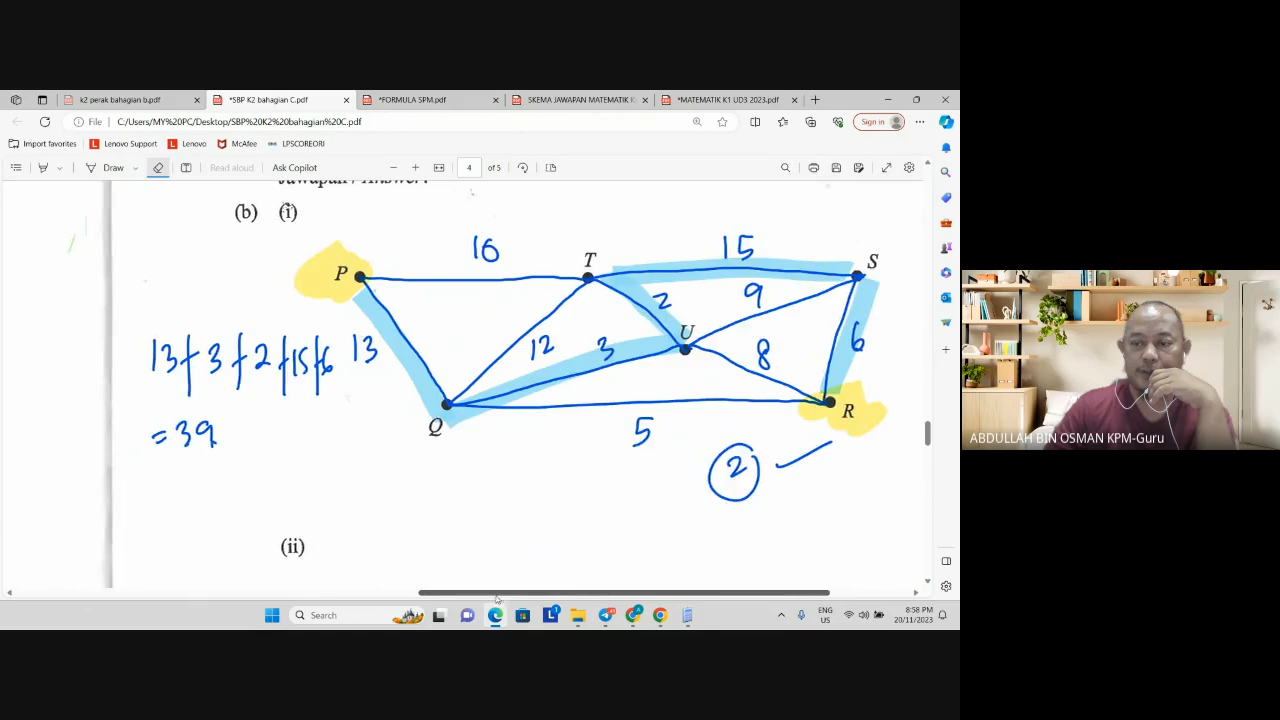 k2 perak bahagian b.pdf
*SBP K2 bahagian C.pdf
*FORMULA SPM.pdf
SKEMA JAWAPAN MATEMATIK K
*MATEMATIK K1 UD3 2023.pdf
File
C:/Users/MY%20PC/Desktop/SBP%20K2%20bahagian%20C.pdf
Sign in
Import favorites
Lenovo Support
Lenovo
McAfee
LPSCOREORI
Draw
Read aloud
Ask Copilot
4 of 5
Jawapan / Answer :
(b) (i)
10
15
P
T
S
2
9
U
13 + 3 + 2 + 15 + 6
13
12
3
8
6
= 39
Q
R
5
2
(ii)
ABDULLAH BIN OSMAN KPM-Guru
Search
ENG
US
8:58 PM
20/11/2023